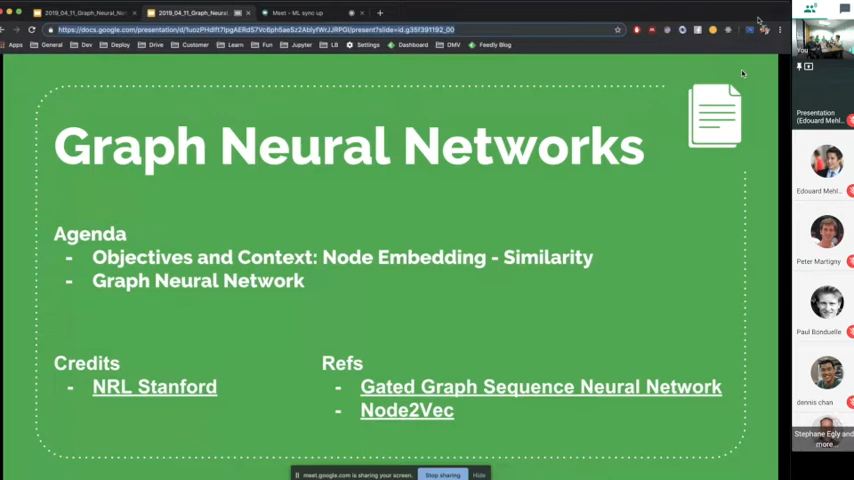 2019_04_11_Graph_Neural_N
2019_04_11_Graph_Neural
Meet - ML sync up
Apps General Dev Deploy Drive Customer Learn Fun Jupyter LB Settings Dashboard DMV Feedly Blog
You
Presentation
(Edouard Mehl...
Graph Neural Networks
Agenda
- Objectives and Context: Node Embedding - Similarity
- Graph Neural Network
Credits
- NRL Stanford
Refs
- Gated Graph Sequence Neural Network
- Node2Vec
Edouard Mehl...
Peter Martigny
Paul Bonduelle
dennis chan
Stephane Egly and
more...
meet.google.com is sharing your screen.
Stop sharing
Hide